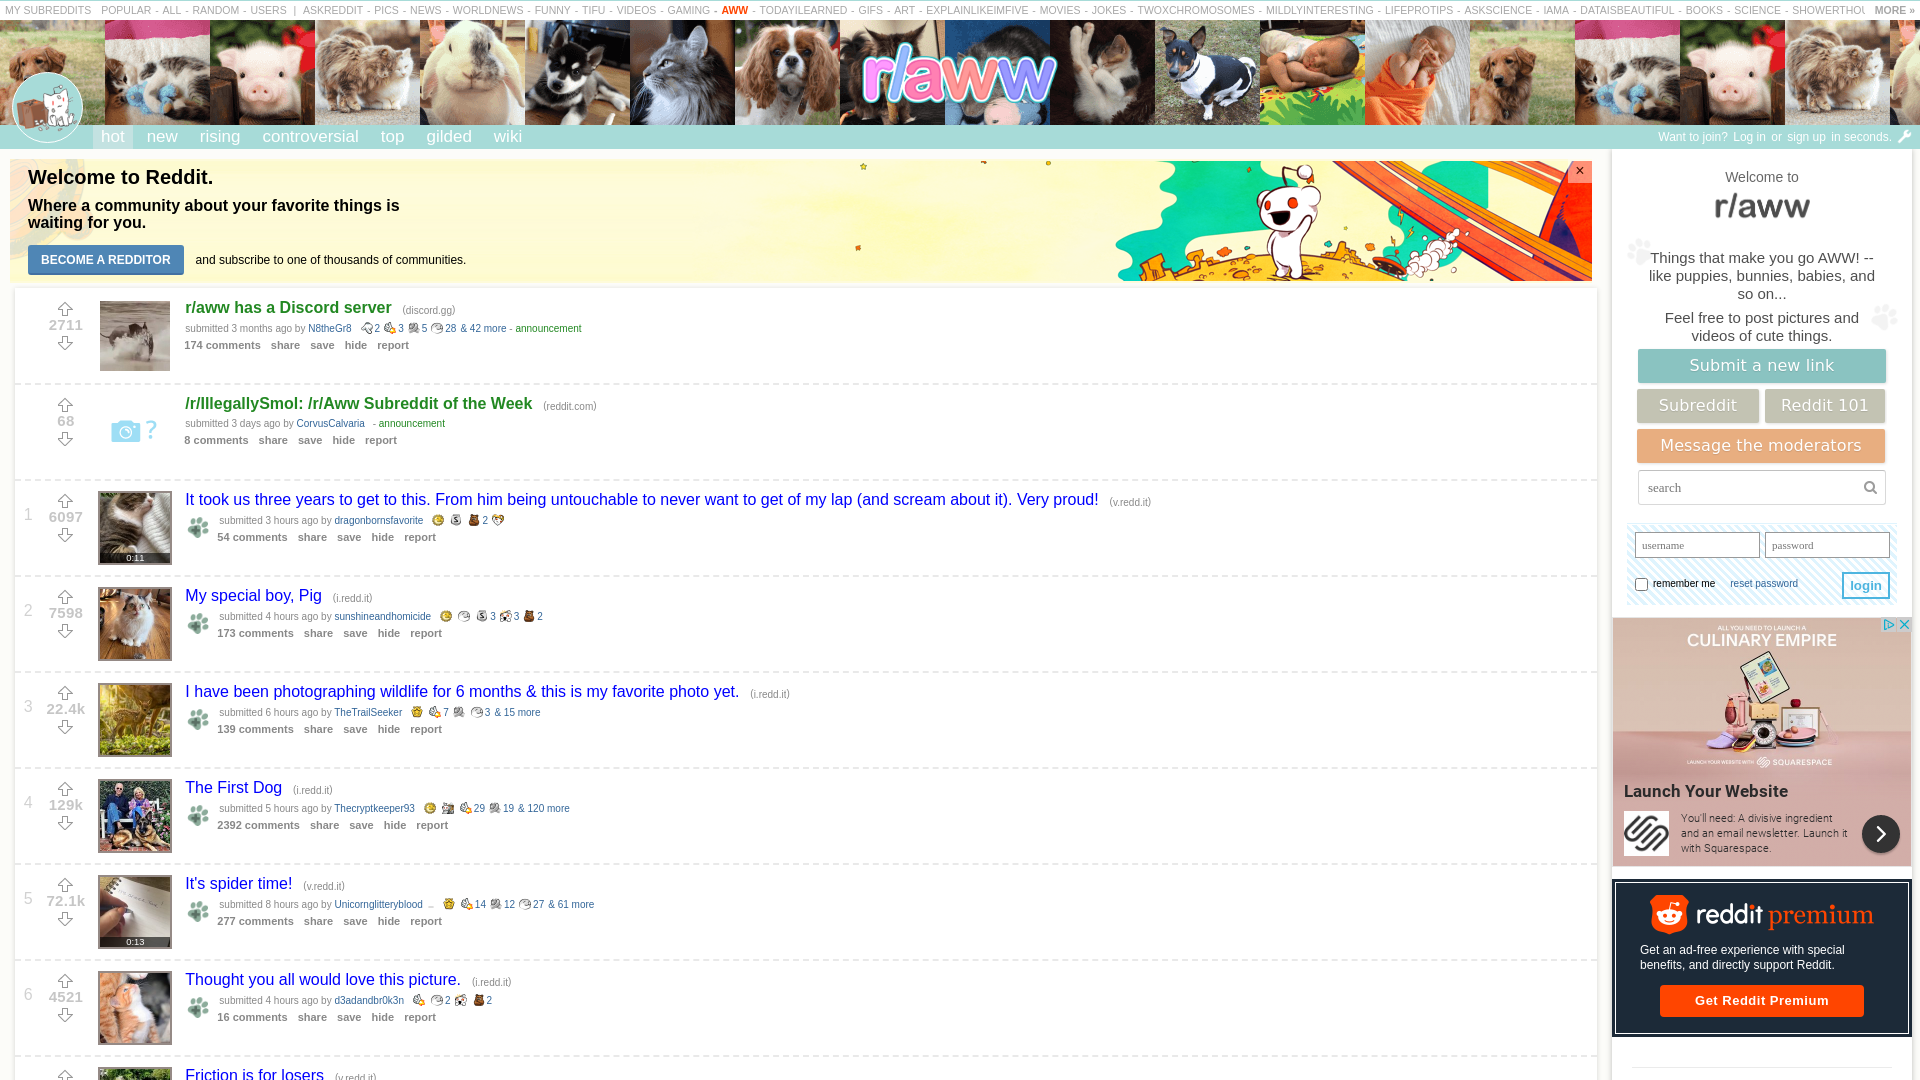 MY SUBREDDITS POPULAR - ALL - RANDOM - USERS | ASKREDDIT - PICS - NEWS - WORLDNEWS - FUNNY - TIFU - VIDEOS - GAMING - AWW - TODAYILEARNED - GIFS - ART - EXPLAINLIKEIMFIVE - MOVIES - JOKES - TWOXCHROMOSOMES - MILDLYINTERESTING - LIFEPROTIPS - ASKSCIENCE - IAMA - DATAISBEAUTIFUL - BOOKS - SCIENCE - SHOWERTHOU MORE »
r/aww
hot new rising controversial top gilded wiki
Want to join? Log in or sign up in seconds.
Welcome to Reddit.
Where a community about your favorite things is
waiting for you.
BECOME A REDDITOR and subscribe to one of thousands of communities.
×
2711
r/aww has a Discord server (discord.gg)
submitted 3 months ago by N8theGr8 2 3 5 28 & 42 more - announcement
174 comments share save hide report
68
/r/IllegallySmol: /r/Aww Subreddit of the Week (reddit.com)
submitted 3 days ago by CorvusCalvaria - announcement
8 comments share save hide report
?
1
6097
0:11
It took us three years to get to this. From him being untouchable to never want to get of my lap (and scream about it). Very proud! (v.redd.it)
submitted 3 hours ago by dragonbornsfavorite 2
54 comments share save hide report
2
7598
My special boy, Pig (i.redd.it)
submitted 4 hours ago by sunshineandhomicide 3 3 2
173 comments share save hide report
3
22.4k
I have been photographing wildlife for 6 months & this is my favorite photo yet. (i.redd.it)
submitted 6 hours ago by TheTrailSeeker 7 3 & 15 more
139 comments share save hide report
4
129k
The First Dog (i.redd.it)
submitted 5 hours ago by Thecryptkeeper93 29 19 & 120 more
2392 comments share save hide report
5
72.1k
0:13
It's spider time! (v.redd.it)
submitted 8 hours ago by Unicornglitteryblood 14 12 27 & 61 more
277 comments share save hide report
6
4521
Thought you all would love this picture. (i.redd.it)
submitted 4 hours ago by d3adandbr0k3n 2 2
16 comments share save hide report
Friction is for losers (v.redd.it)
Welcome to
r/aww
Things that make you go AWW! --
like puppies, bunnies, babies, and
so on...
Feel free to post pictures and
videos of cute things.
Submit a new link
Subreddit Reddit 101
Message the moderators
search
username password
remember me reset password login
ALL YOU NEED TO LAUNCH A
CULINARY EMPIRE
LAUNCH YOUR WEBSITE WITH SQUARESPACE
Launch Your Website
You'll need: A divisive ingredient
and an email newsletter. Launch it
with Squarespace.
reddit premium
Get an ad-free experience with special
benefits, and directly support Reddit.
Get Reddit Premium